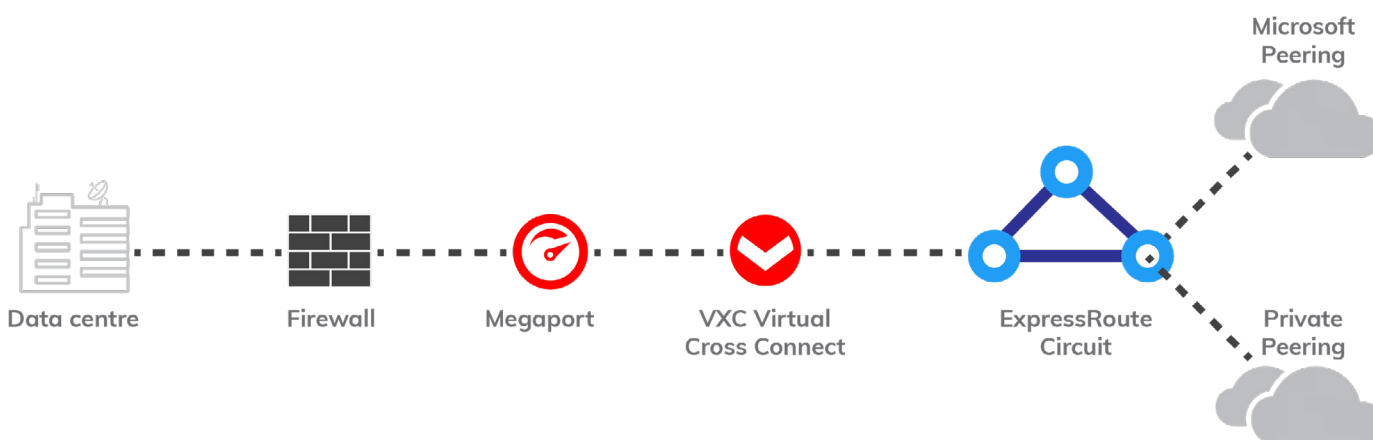 Microsoft
Peering
Data centre
Firewall
Megaport
VXC Virtual
Cross Connect
ExpressRoute
Circuit
Private
Peering